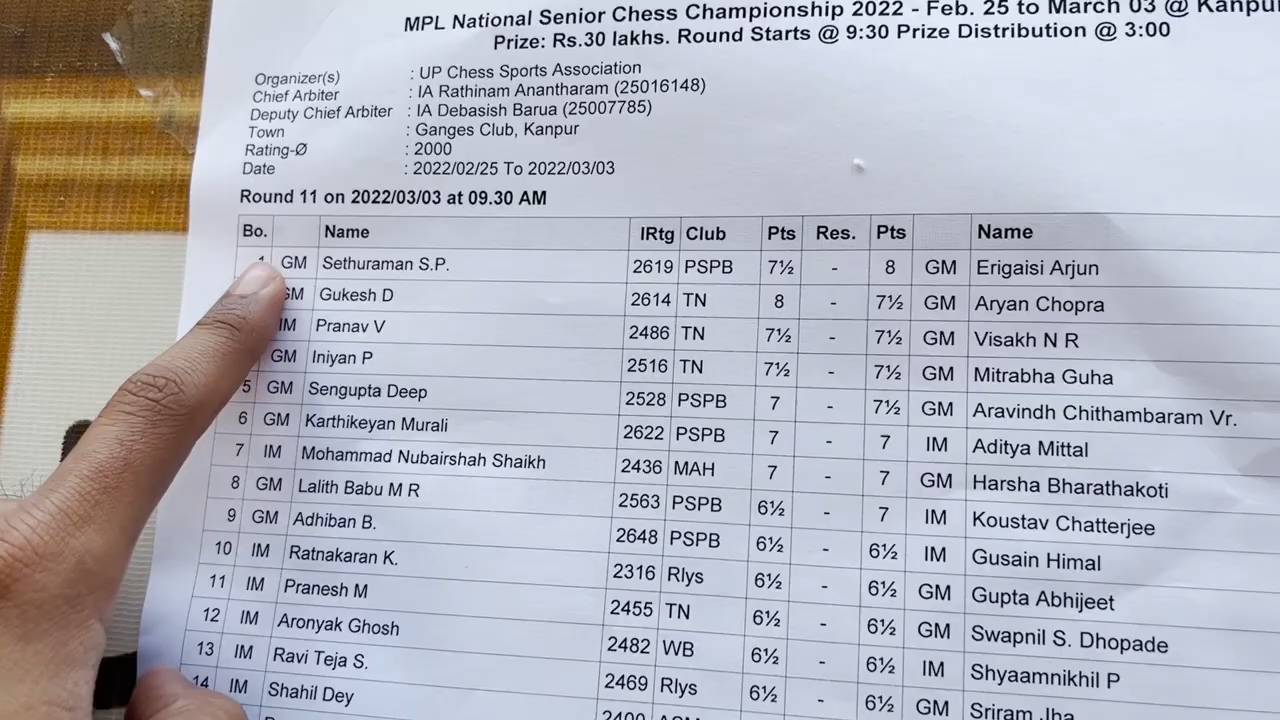 MPL National Senior Chess Championship 2022 - Feb. 25 to March 03 @ Kanpur
Prize: Rs.30 lakhs. Round Starts @ 9:30 Prize Distribution @ 3:00
Organizer(s) : UP Chess Sports Association
Chief Arbiter : IA Rathinam Anantharam (25016148)
Deputy Chief Arbiter : IA Debasish Barua (25007785)
Town : Ganges Club, Kanpur
Rating-Ø : 2000
Date : 2022/02/25 To 2022/03/03
Round 11 on 2022/03/03 at 09.30 AM
Bo. Name IRtg Club Pts Res. Pts Name
1 GM Sethuraman S.P. 2619 PSPB 7½ - 8 GM Erigaisi Arjun
GM Gukesh D 2614 TN 8 - 7½ GM Aryan Chopra
IM Pranav V 2486 TN 7½ - 7½ GM Visakh N R
GM Iniyan P 2516 TN 7½ - 7½ GM Mitrabha Guha
5 GM Sengupta Deep 2528 PSPB 7 - 7½ GM Aravindh Chithambaram Vr.
6 GM Karthikeyan Murali 2622 PSPB 7 - 7 IM Aditya Mittal
7 IM Mohammad Nubairshah Shaikh 2436 MAH 7 - 7 GM Harsha Bharathakoti
8 GM Lalith Babu M R 2563 PSPB 6½ - 7 IM Koustav Chatterjee
9 GM Adhiban B. 2648 PSPB 6½ - 6½ IM Gusain Himal
10 IM Ratnakaran K. 2316 Rlys 6½ - 6½ GM Gupta Abhijeet
11 IM Pranesh M 2455 TN 6½ - 6½ GM Swapnil S. Dhopade
12 IM Aronyak Ghosh 2482 WB 6½ - 6½ IM Shyaamnikhil P
13 IM Ravi Teja S. 2469 Rlys 6½ - 6½ GM Sriram Jha
14 IM Shahil Dey